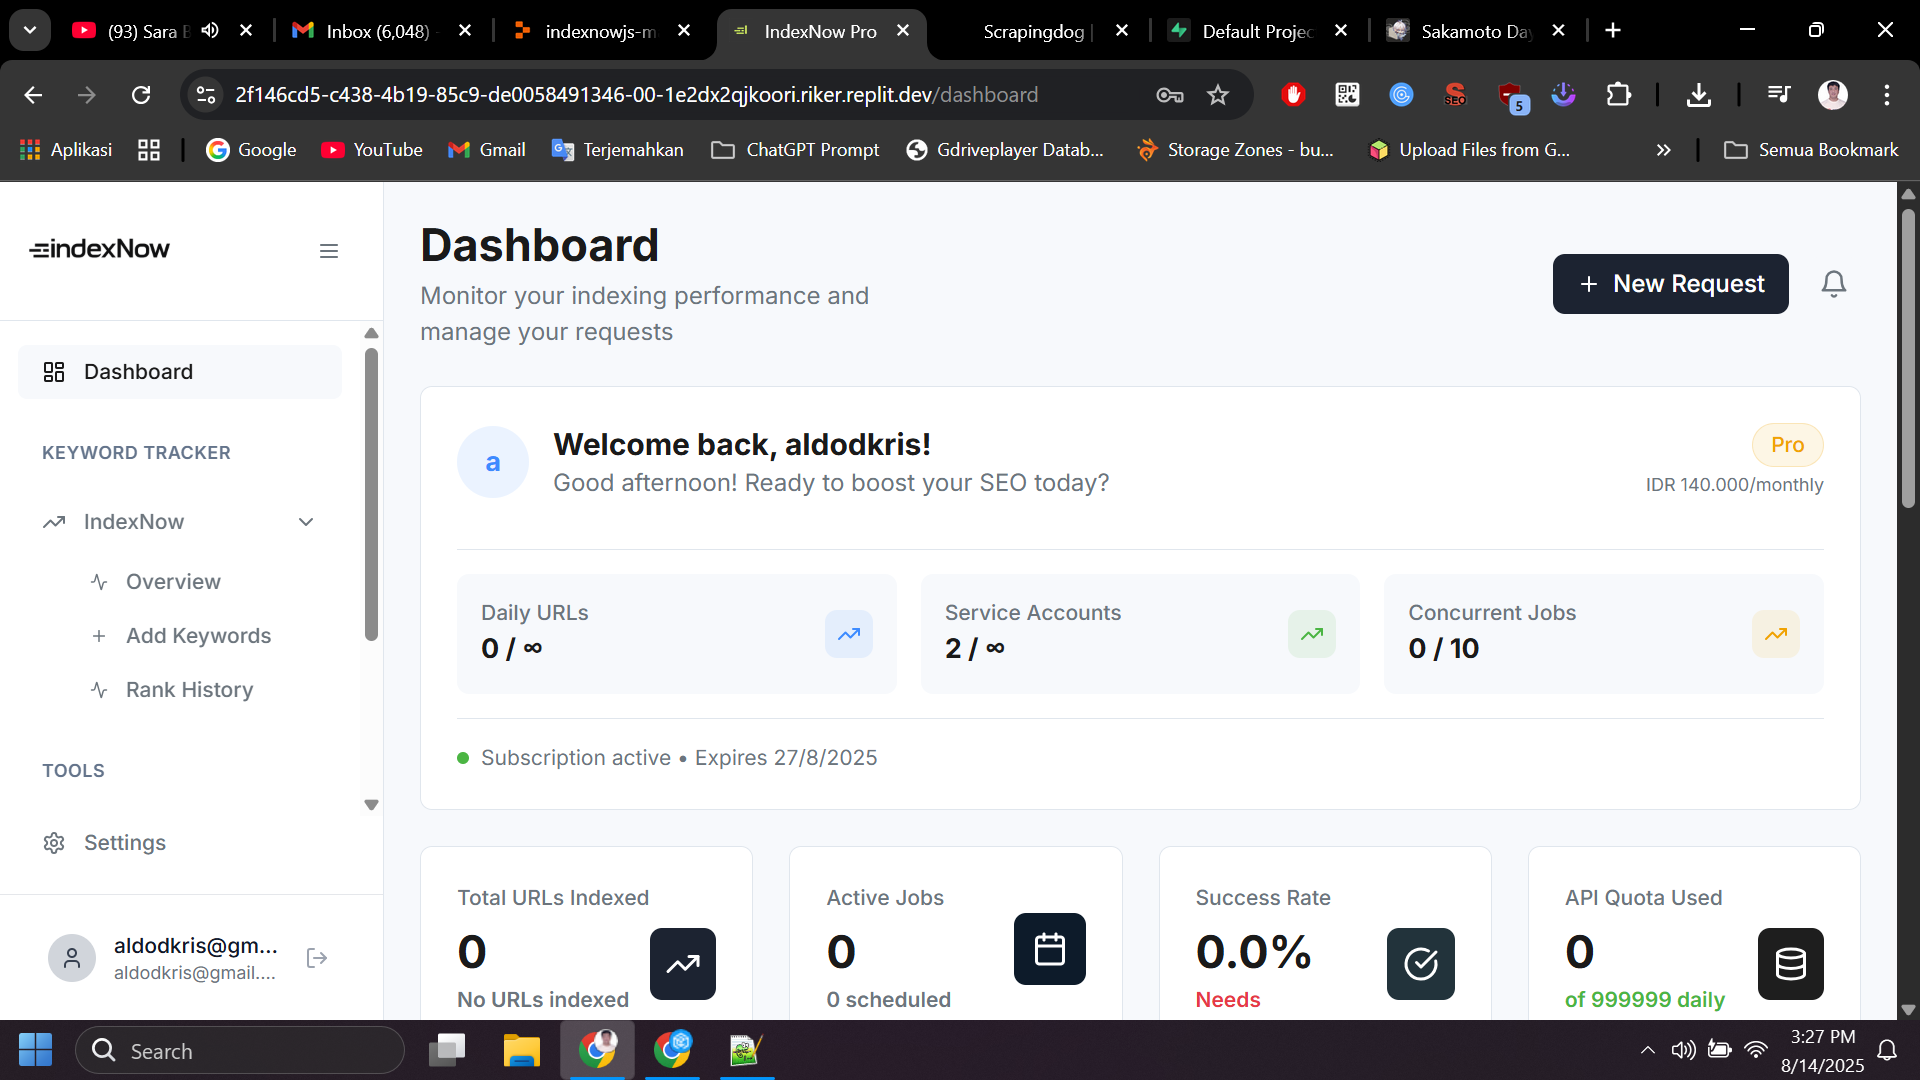 (93) Sara B
Inbox (6,048) -
indexnowjs-m
IndexNow Pro
Scrapingdog |
Default Projec
Sakamoto Day
2f146cd5-c438-4b19-85c9-de0058491346-00-1e2dx2qjkoori.riker.replit.dev/dashboard
SEO
5
Aplikasi
Google
YouTube
Gmail
Terjemahkan
ChatGPT Prompt
Gdriveplayer Datab...
Storage Zones - bu...
Upload Files from G...
Semua Bookmark
indexNow
Dashboard
KEYWORD TRACKER
IndexNow
Overview
Add Keywords
Rank History
TOOLS
Settings
aldodkris@gm...
aldodkris@gmail....
Dashboard
Monitor your indexing performance and
manage your requests
+ New Request
a
Welcome back, aldodkris!
Good afternoon! Ready to boost your SEO today?
Pro
IDR 140.000/monthly
Daily URLs
0 / ∞
Service Accounts
2 / ∞
Concurrent Jobs
0 / 10
Subscription active • Expires 27/8/2025
Total URLs Indexed
0
No URLs indexed
Active Jobs
0
0 scheduled
Success Rate
0.0%
Needs
API Quota Used
0
of 999999 daily
Search
3:27 PM
8/14/2025